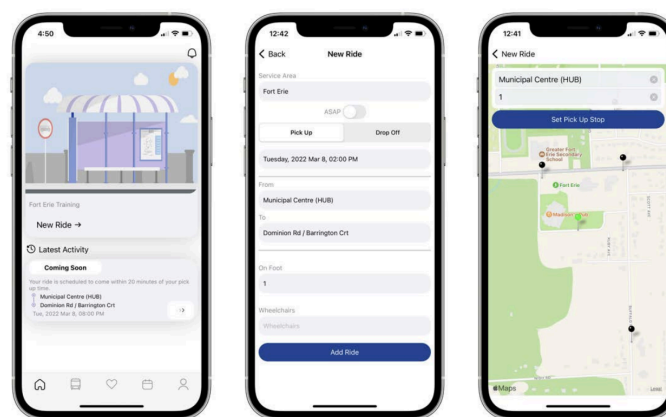 4:50
Fort Erie Training
New Ride →
Latest Activity
Coming Soon
Your ride is scheduled to come within 20 minutes of your pick
up time.
Municipal Centre (HUB)
Dominion Rd / Barrington Crt
Tue, 2022 Mar 8, 08:00 PM
12:42
Back
New Ride
Service Area
Fort Erie
ASAP
Pick Up
Drop Off
Tuesday, 2022 Mar 8, 02:00 PM
From
Municipal Centre (HUB)
To
Dominion Rd / Barrington Crt
On Foot
1
Wheelchairs
Wheelchairs
Add Ride
12:41
New Ride
Municipal Centre (HUB)
1
Set Pick Up Stop
Greater Fort
Erie Secondary
School
Fort Erie
Maps
Legal